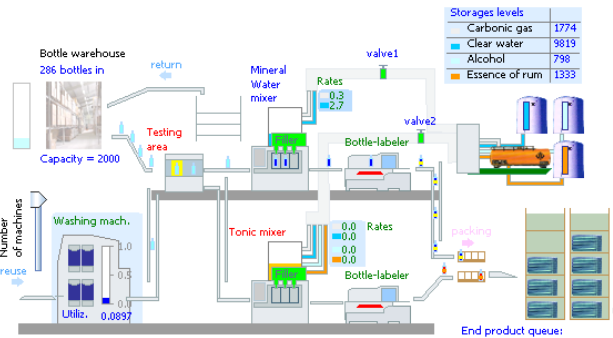 Storages levels
Carbonic gas 1774
Clear water 9819
Alcohol 798
Essence of rum 1333
Bottle warehouse
286 bottles in
return
Capacity = 2000
Testing
area
Mineral
Water
mixer
Rates
0.3
2.7
valve1
valve2
Filler
Bottle-labeler
Number
of machines
reuse
Washing mach.
1.0
0.5
0.0
Utiliz. 0.0897
Tonic mixer
0.0
0.0
0.0
0.0
Rates
Filler
Bottle-labeler
packing
End product queue: